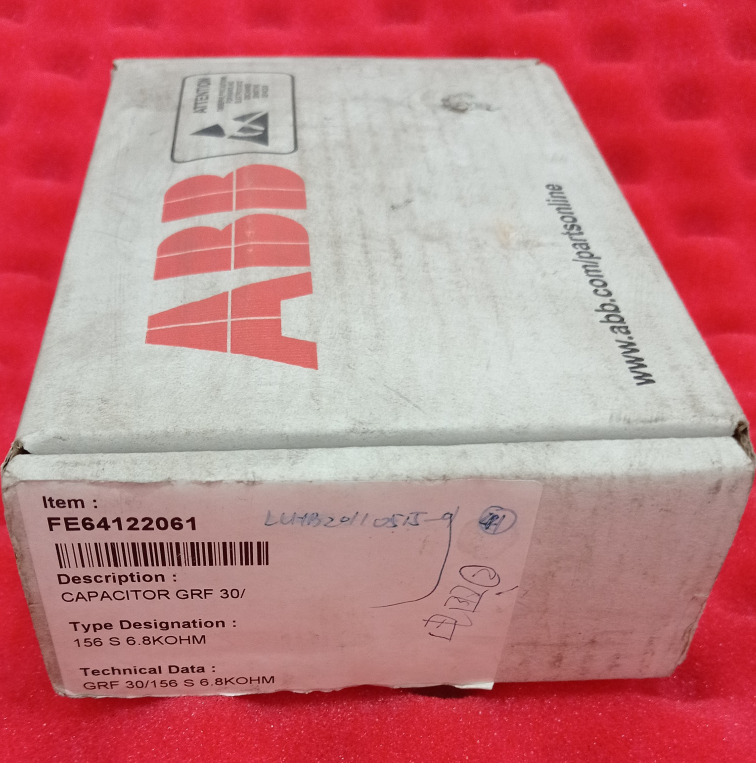 ATTENTION
ABB
www.abb.com/partsonline
Item :
FE64122061
Description :
CAPACITOR GRF 30/
Type Designation :
156 S 6.8KOHM
Technical Data :
GRF 30/156 S 6.8KOHM